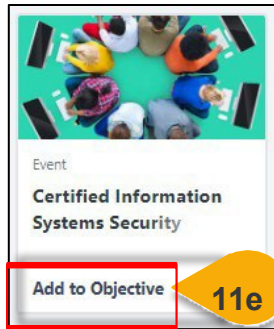 Event
Certified Information
Systems Security
Add to Objective
11e